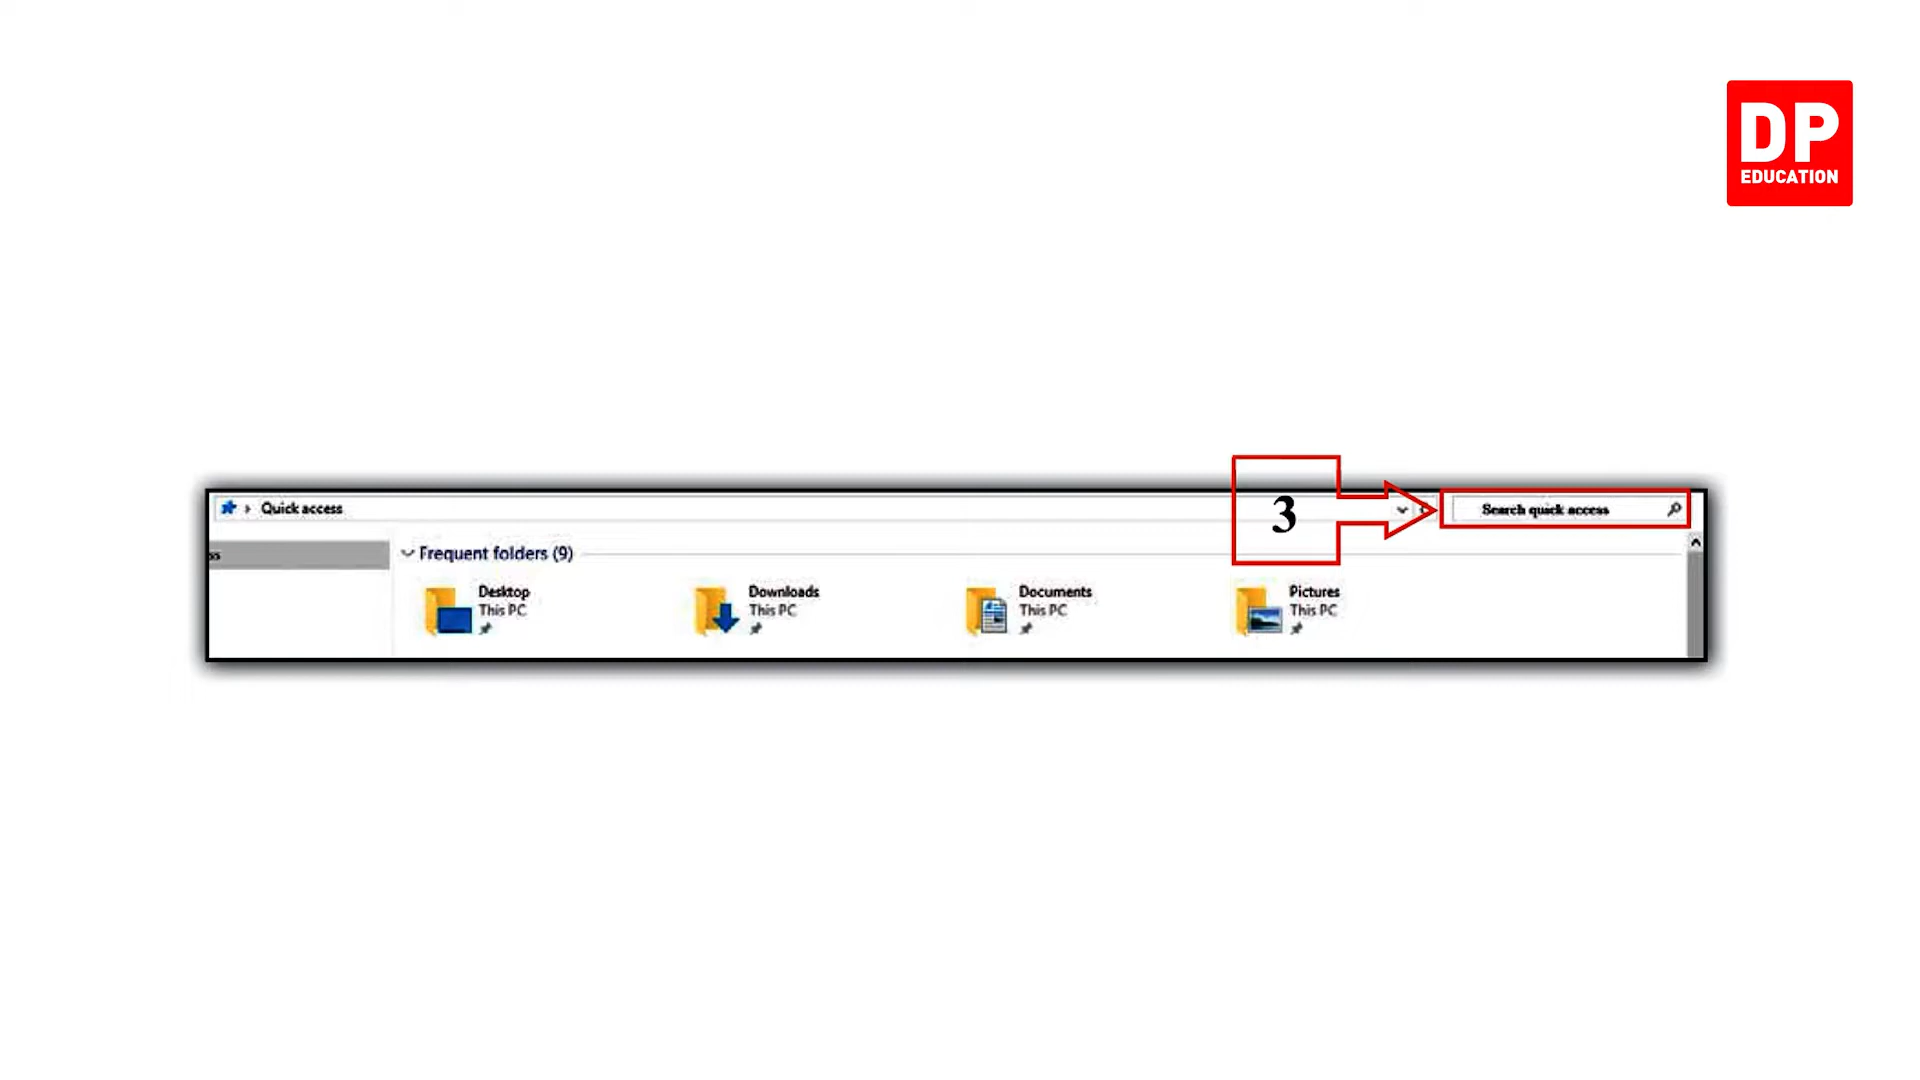 DP
EDUCATION
3
Quick access
Search quick access
ss
Frequent folders (9)
Desktop
This PC
Downloads
This PC
Documents
This PC
Pictures
This PC